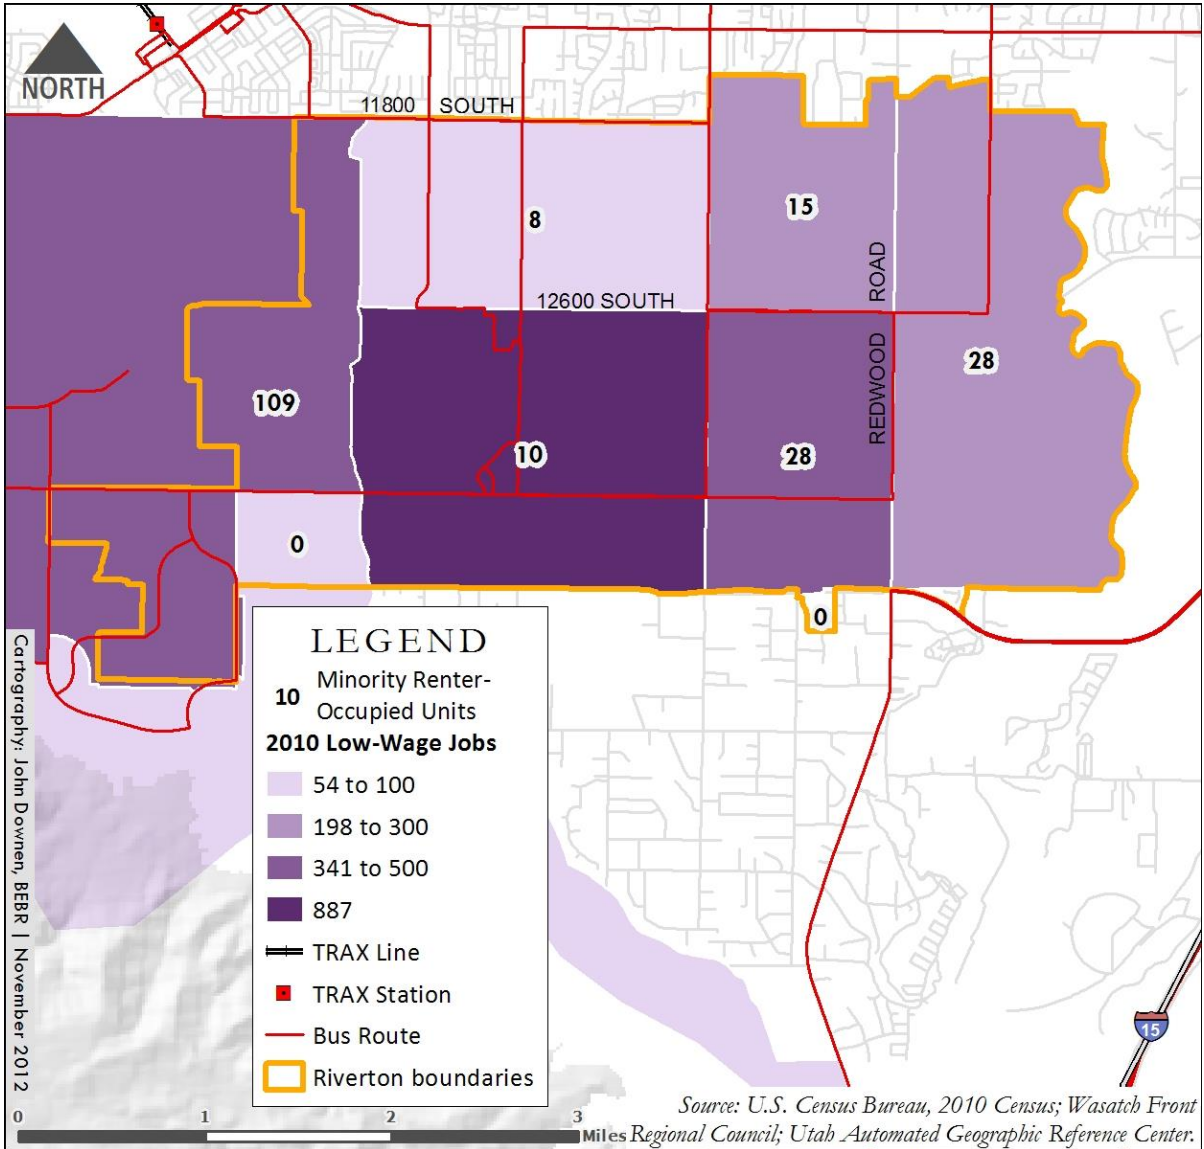 NORTH
11800 SOUTH
8
15
12600 SOUTH
REDWOOD ROAD
28
109
10
28
0
0
LEGEND
10 Minority Renter-
Occupied Units
2010 Low-Wage Jobs
54 to 100
198 to 300
341 to 500
887
TRAX Line
TRAX Station
Bus Route
Riverton boundaries
15
Cartography: John Downen, BEBR | November 2012
0 1 2 3
Miles
Source: U.S. Census Bureau, 2010 Census; Wasatch Front
Regional Council; Utah Automated Geographic Reference Center.